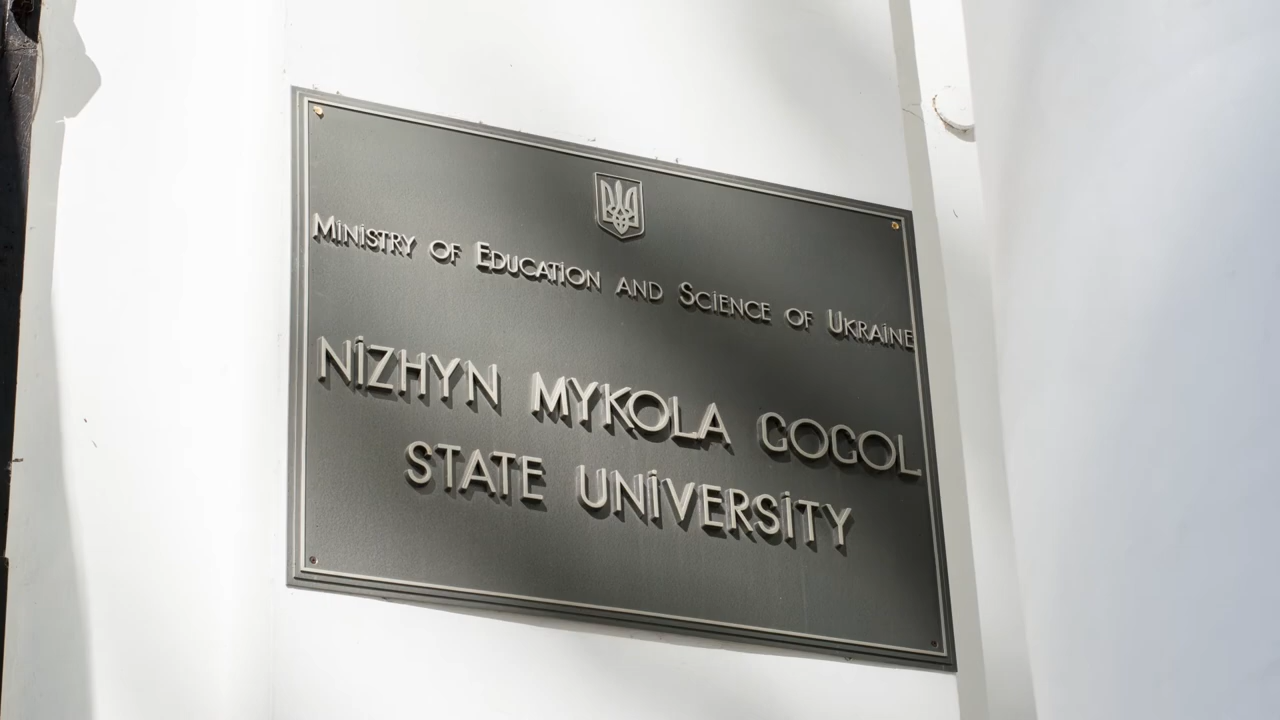 Ministry of Education and Science of Ukraine
NIZHYN MYKOLA GOGOL
STATE UNIVERSITY